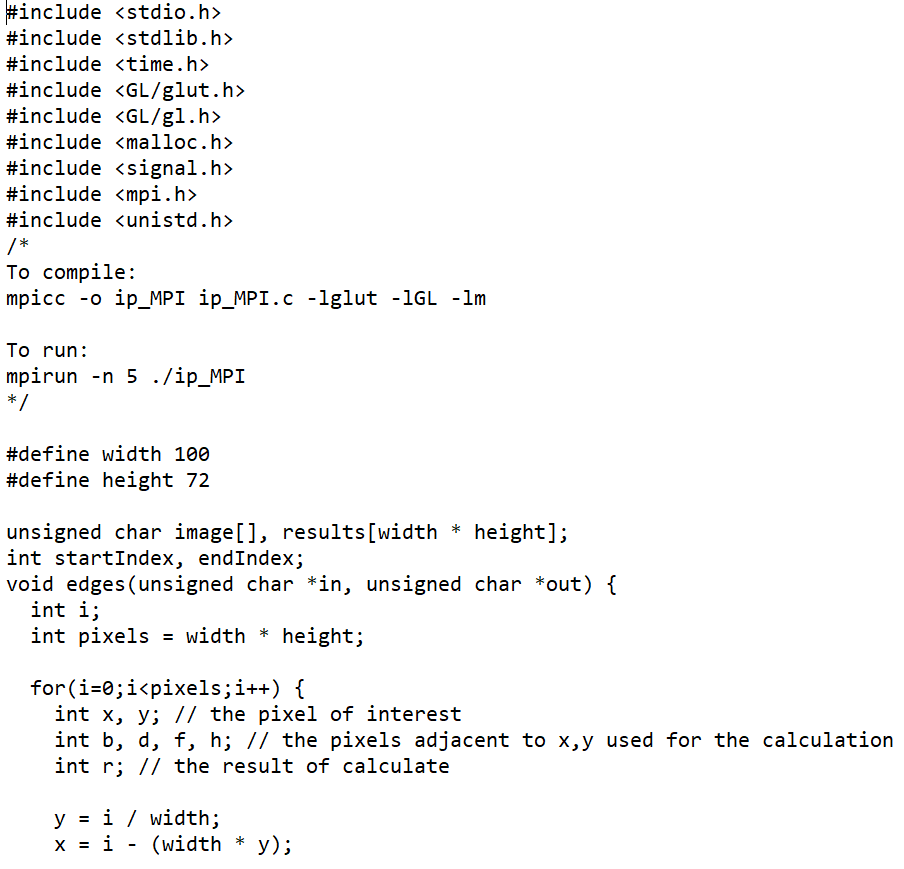 #include <stdio.h>
#include <stdlib.h>
#include <time.h>
#include <GL/glut.h>
#include <GL/gl.h>
#include <malloc.h>
#include <signal.h>
#include <mpi.h>
#include <unistd.h>
/*
To compile:
mpicc -o ip_MPI ip_MPI.c -lglut -lGL -lm

To run:
mpirun -n 5 ./ip_MPI
*/

#define width 100
#define height 72

unsigned char image[], results[width * height];
int startIndex, endIndex;
void edges(unsigned char *in, unsigned char *out) {
  int i;
  int pixels = width * height;

  for(i=0;i<pixels;i++) {
    int x, y; // the pixel of interest
    int b, d, f, h; // the pixels adjacent to x,y used for the calculation
    int r; // the result of calculate

    y = i / width;
    x = i - (width * y);